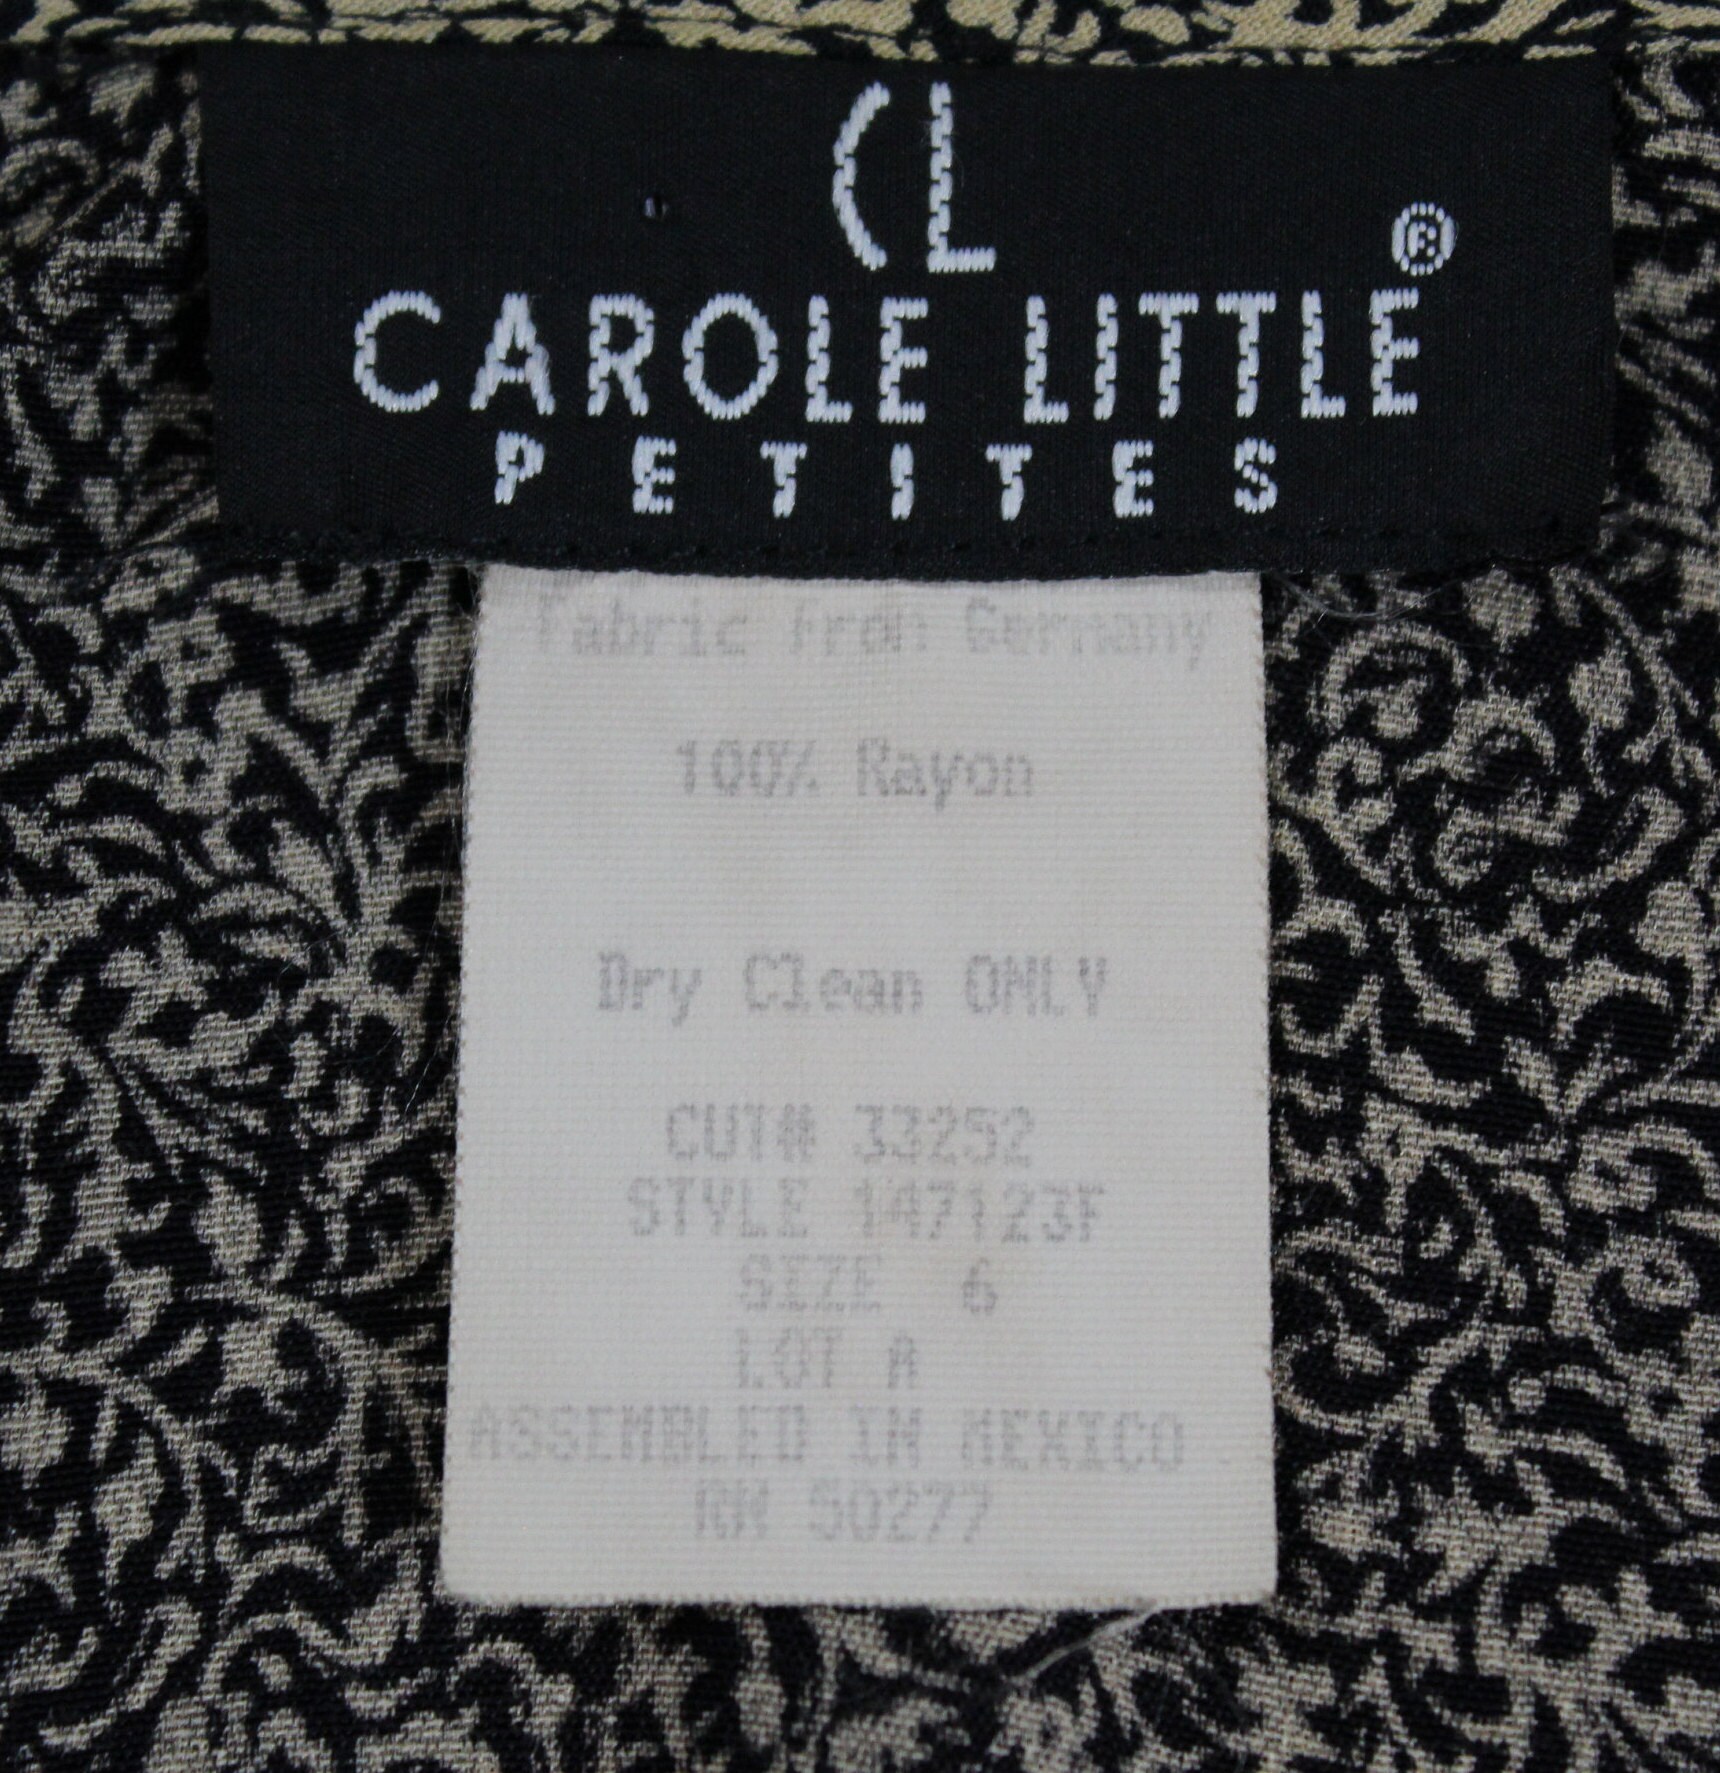 CL
®
CAROLE LITTLE
PETITES
Fabric from Germany
100% Rayon
Dry Clean ONLY
CUT# 33252
STYLE 147123F
SIZE 6
LOT A
ASSEMBLED IN MEXICO
RN 50277